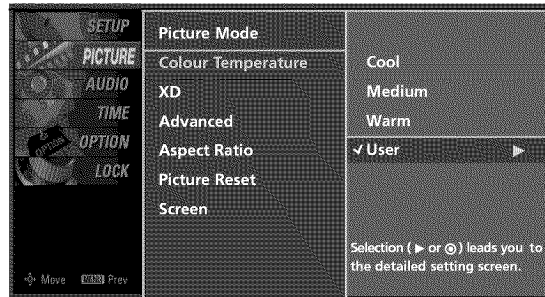 SETUP
PICTURE
AUDIO
TIME
OPTION
LOCK
Move MENU Prev
Picture Mode
Colour Temperature
XD
Advanced
Aspect Ratio
Picture Reset
Screen
Cool
Medium
Warm
✓ User ▶
Selection ( ▶ or ◉ ) leads you to
the detailed setting screen.